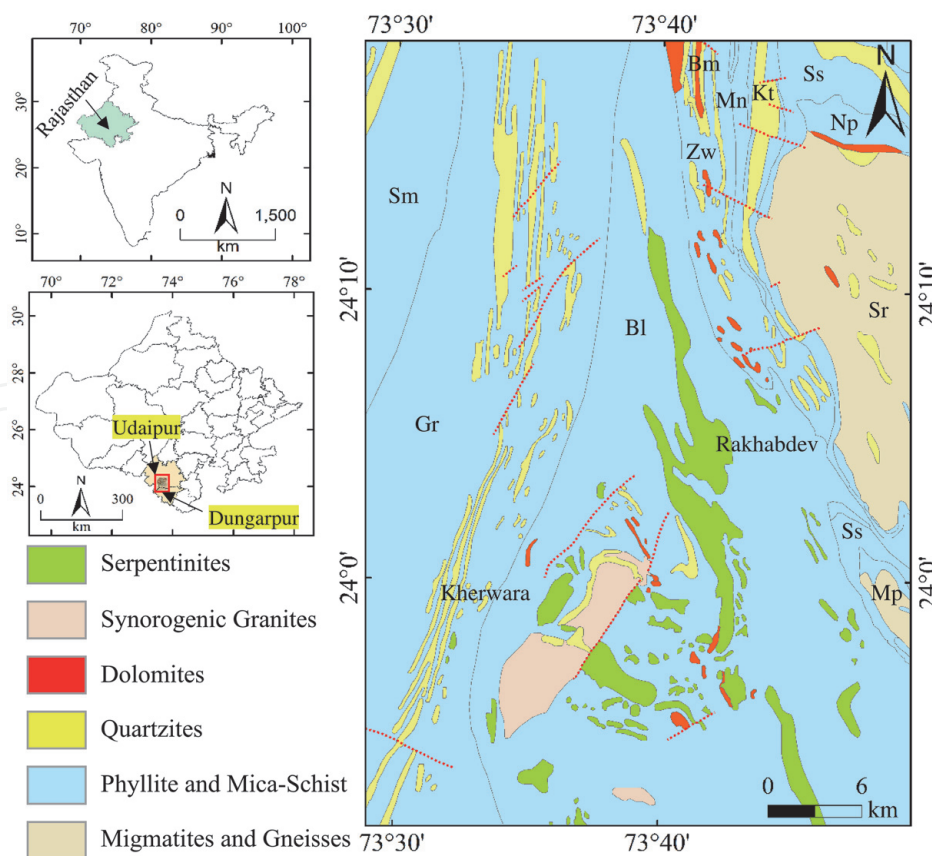 70° 80° 90° 100°
30°
20°
10°
Rajasthan
N
0 1,500
km
70° 72° 74° 76° 78°
30°
28°
26°
24°
Udaipur
N
0 300
km
Dungarpur
Serpentinites
Synorogenic Granites
Dolomites
Quartzites
Phyllite and Mica-Schist
Migmatites and Gneisses
73°30' 73°40'
Bm
Ss
N
Mn
Kt
Np
Zw
Sm
24°10' 24°10'
Sr
Bl
Gr
Rakhabdev
Ss
24°0' 24°0'
Kherwara
Mp
0 6
km
73°30' 73°40'